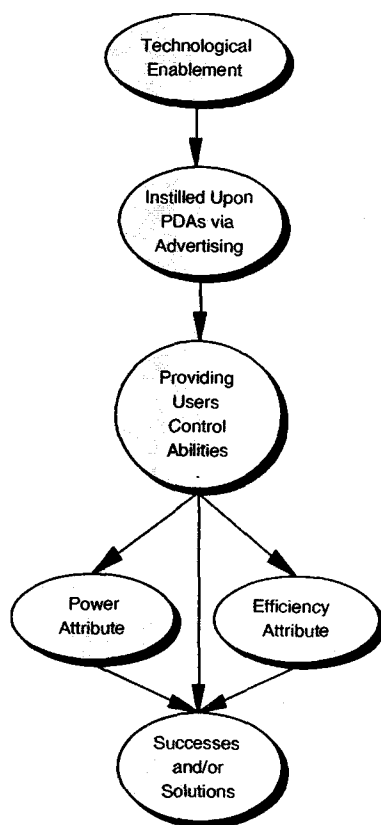 Technological
Enablement
Instilled Upon
PDAs via
Advertising
Providing
Users
Control
Abilities
Power
Attribute
Efficiency
Attribute
Successes
and/or
Solutions